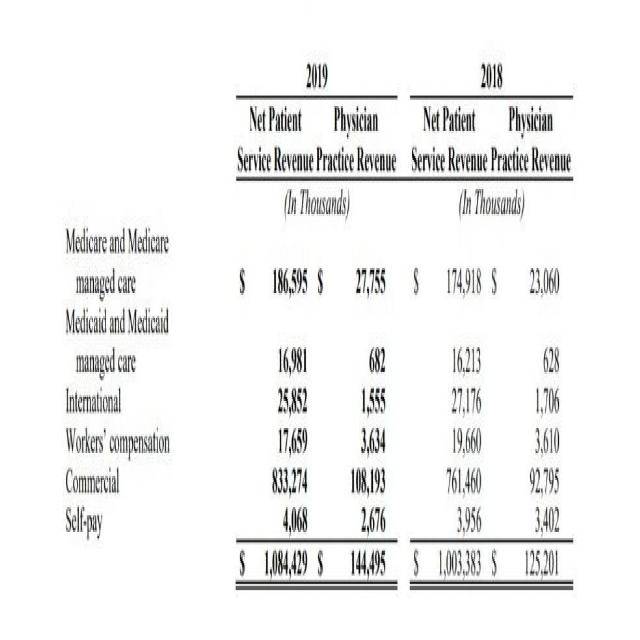 2019 2018
Net Patient Physician Net Patient Physician
Service Revenue Practice Revenue Service Revenue Practice Revenue
(In Thousands) (In Thousands)
Medicare and Medicare
managed care $ 186,595 $ 27,755 $ 174,918 $ 23,060
Medicaid and Medicaid
managed care 16,981 682 16,213 628
International 25,852 1,555 27,176 1,706
Workers' compensation 17,659 3,634 19,660 3,610
Commercial 833,274 108,193 761,460 92,795
Self-pay 4,068 2,676 3,956 3,402
$ 1,084,429 $ 144,495 $ 1,003,383 $ 125,201